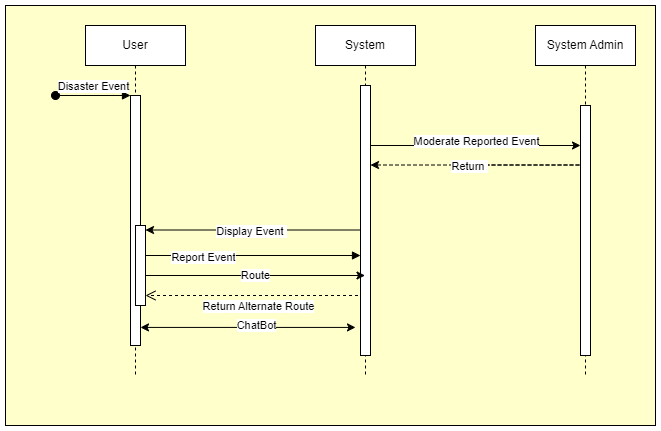 User
System
System Admin
Disaster Event
Moderate Reported Event
Return
Display Event
Report Event
Route
Return Alternate Route
ChatBot